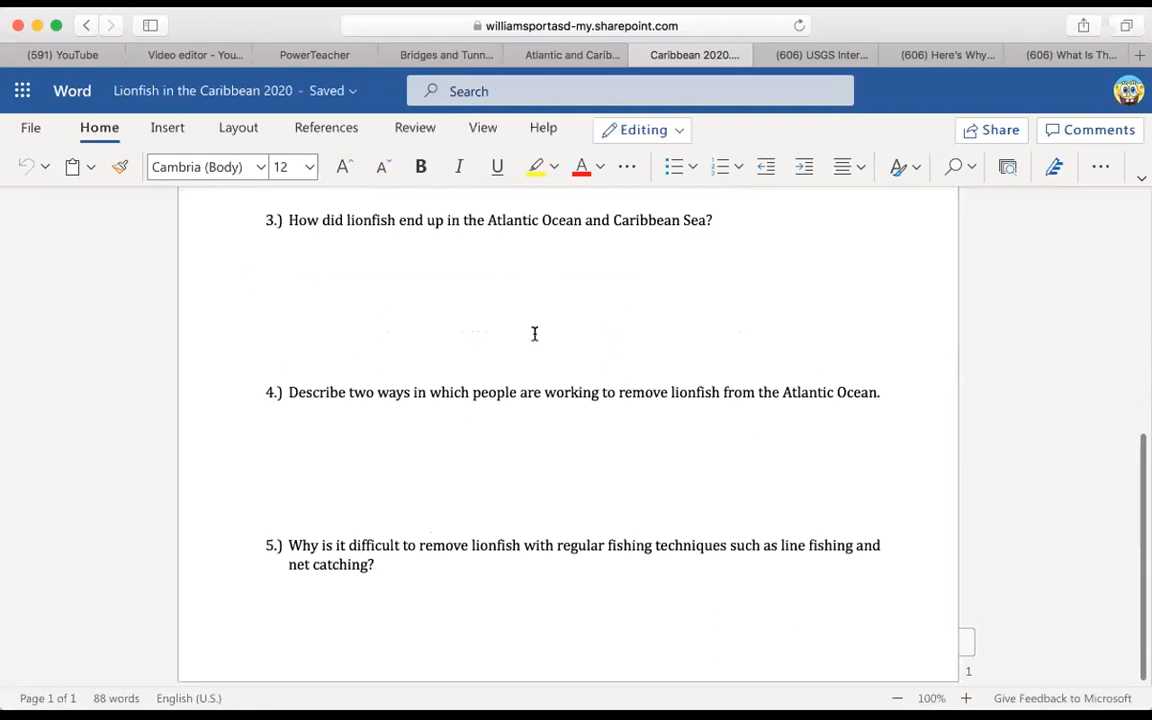 williamsportasd-my.sharepoint.com
(591) YouTube
Video editor - You...
PowerTeacher
Bridges and Tunn...
Atlantic and Carib...
Caribbean 2020....
(606) USGS Inter...
(606) Here's Why...
(606) What Is Th...
Word
Lionfish in the Caribbean 2020 - Saved
Search
File
Home
Insert
Layout
References
Review
View
Help
Editing
Share
Comments
Cambria (Body)
12
A
A
B
I
U
A
3.) How did lionfish end up in the Atlantic Ocean and Caribbean Sea?
4.) Describe two ways in which people are working to remove lionfish from the Atlantic Ocean.
5.) Why is it difficult to remove lionfish with regular fishing techniques such as line fishing and
net catching?
1
Page 1 of 1
88 words
English (U.S.)
100%
Give Feedback to Microsoft